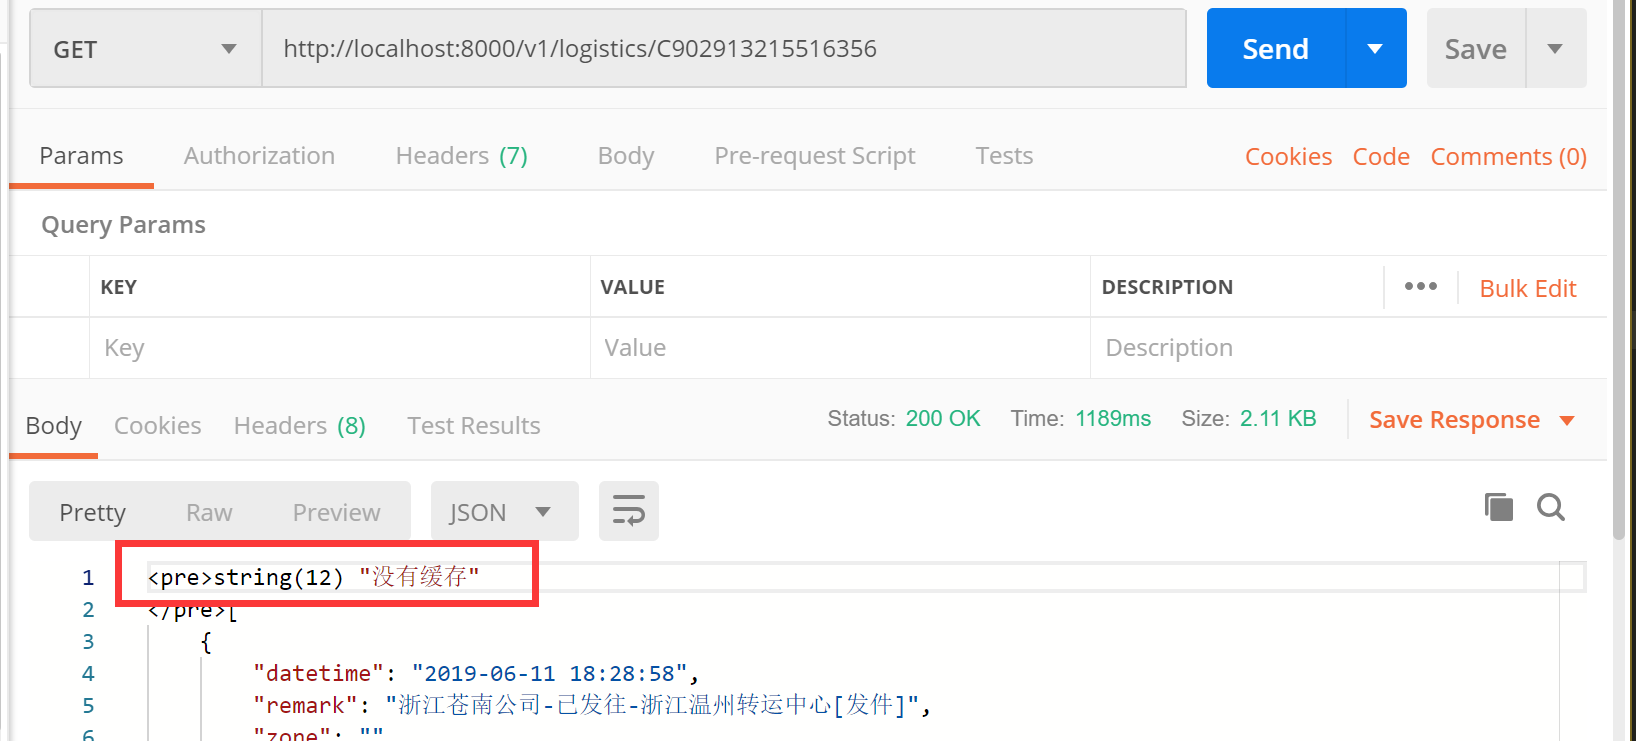 GET http://localhost:8000/v1/logistics/C902913215516356 Send Save
Params Authorization Headers (7) Body Pre-request Script Tests Cookies Code Comments (0)
Query Params
KEY VALUE DESCRIPTION ••• Bulk Edit
Key Value Description
Body Cookies Headers (8) Test Results Status: 200 OK Time: 1189ms Size: 2.11 KB Save Response
Pretty Raw Preview JSON
1 <pre>string(12) "没有缓存"
2 </pre>[
3 {
4 "datetime": "2019-06-11 18:28:58",
5 "remark": "浙江苍南公司-已发往-浙江温州转运中心[发件]",
6 "zone": ""